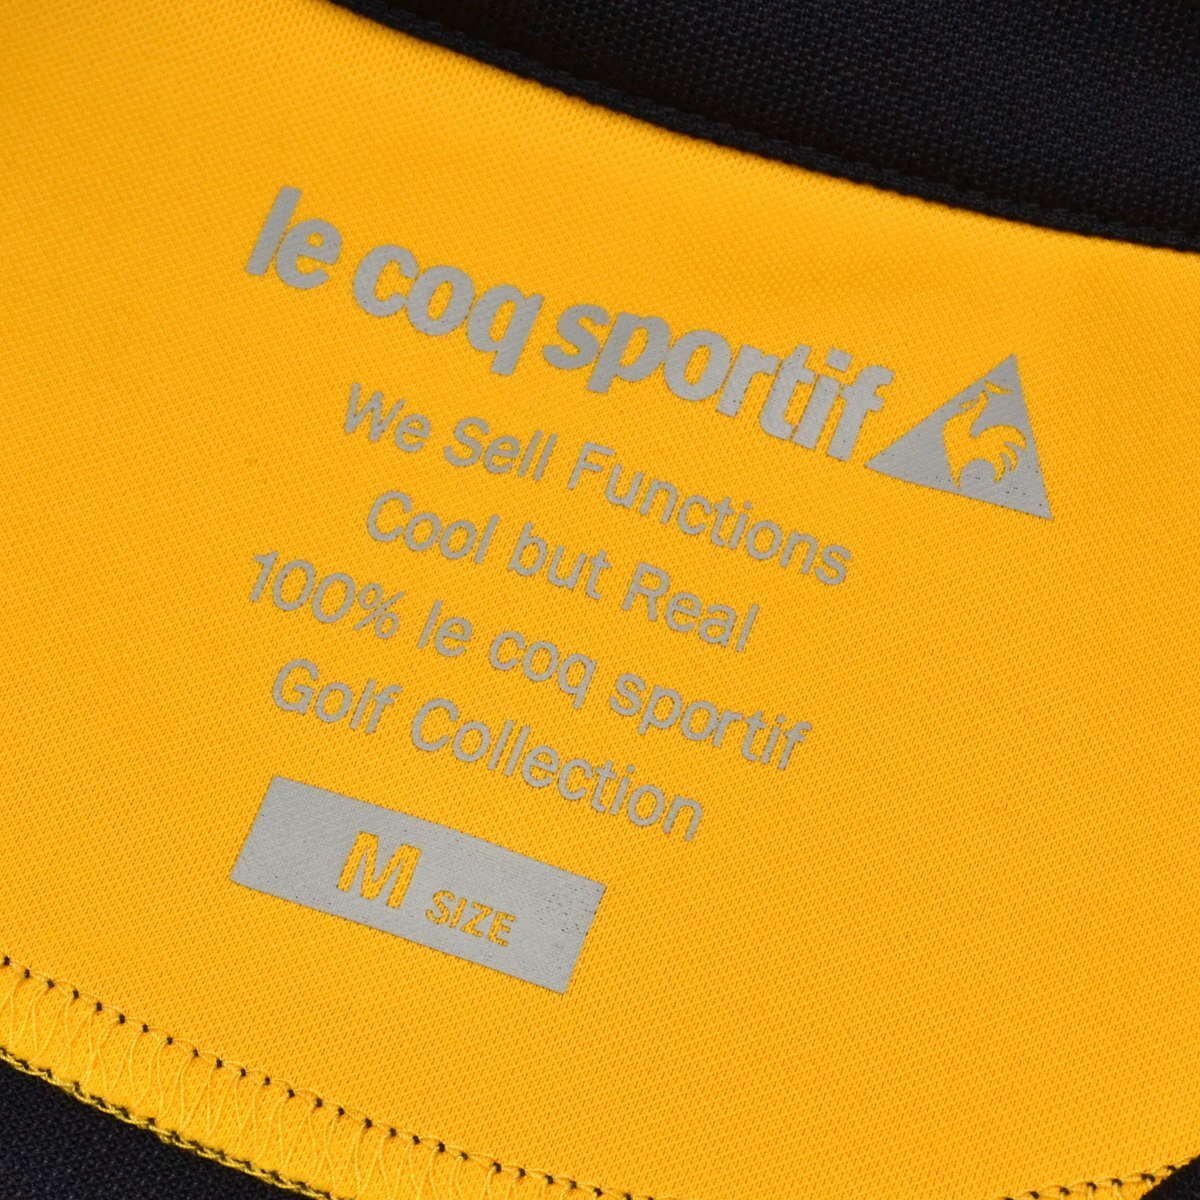 le coq sportif
We Sell Functions
Cool but Real
100% le coq sportif
Golf Collection
M SIZE